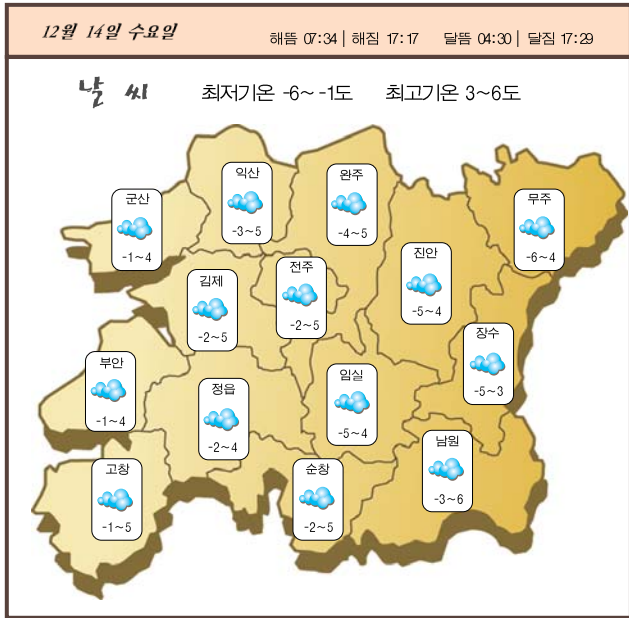 12월 14일 수요일
해뜸 07:34 | 해짐 17:17 달뜸 04:30 | 달짐 17:29
날 씨 최저기온 -6~ -1도 최고기온 3~6도
익산
-3~5
완주
-4~5
군산
-1~4
무주
-6~4
진안
-5~4
전주
-2~5
김제
-2~5
장수
-5~3
부안
-1~4
임실
-5~4
정읍
-2~4
남원
-3~6
고창
-1~5
순창
-2~5